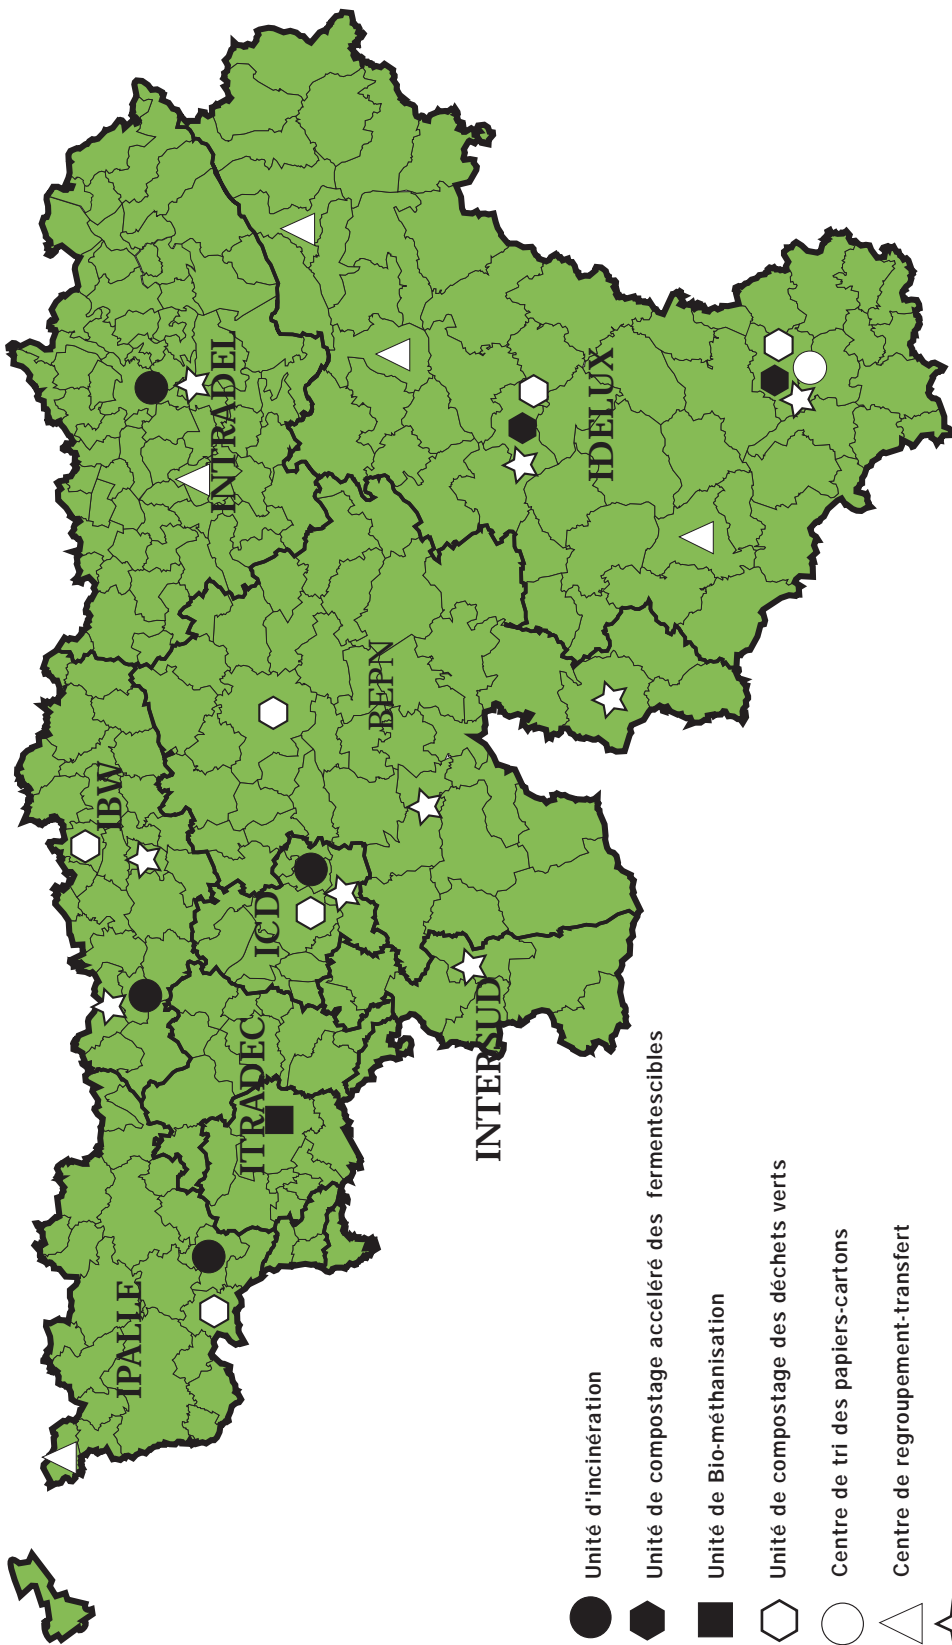 IPALLE
ITRADEC
INTERSUD
ICDI
IBW
BEPN
INTRADEL
IDELUX
Unité d'incinération
Unité de compostage accéléré des fermentescibles
Unité de Bio-méthanisation
Unité de compostage des déchets verts
Centre de tri des papiers-cartons
Centre de regroupement-transfert